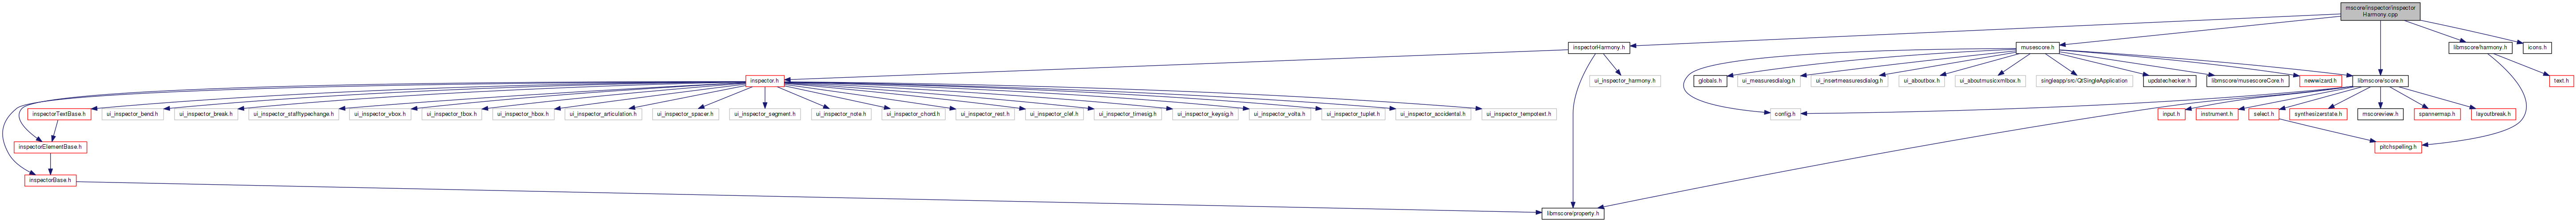 mscore/inspector/inspector
Harmony.cpp
inspectorHarmony.h
musescore.h
libmscore/harmony.h
icons.h
inspector.h
ui_inspector_harmony.h
globals.h
ui_measuresdialog.h
ui_insertmeasuresdialog.h
ui_aboutbox.h
ui_aboutmusicxmlbox.h
singleapp/src/QtSingleApplication
updatechecker.h
libmscore/musescoreCore.h
newwizard.h
libmscore/score.h
text.h
inspectorTextBase.h
ui_inspector_bend.h
ui_inspector_break.h
ui_inspector_stafftypechange.h
ui_inspector_vbox.h
ui_inspector_tbox.h
ui_inspector_hbox.h
ui_inspector_articulation.h
ui_inspector_spacer.h
ui_inspector_segment.h
ui_inspector_note.h
ui_inspector_chord.h
ui_inspector_rest.h
ui_inspector_clef.h
ui_inspector_timesig.h
ui_inspector_keysig.h
ui_inspector_volta.h
ui_inspector_tuplet.h
ui_inspector_accidental.h
ui_inspector_tempotext.h
config.h
input.h
instrument.h
select.h
synthesizerstate.h
mscoreview.h
spannermap.h
layoutbreak.h
inspectorElementBase.h
pitchspelling.h
inspectorBase.h
libmscore/property.h